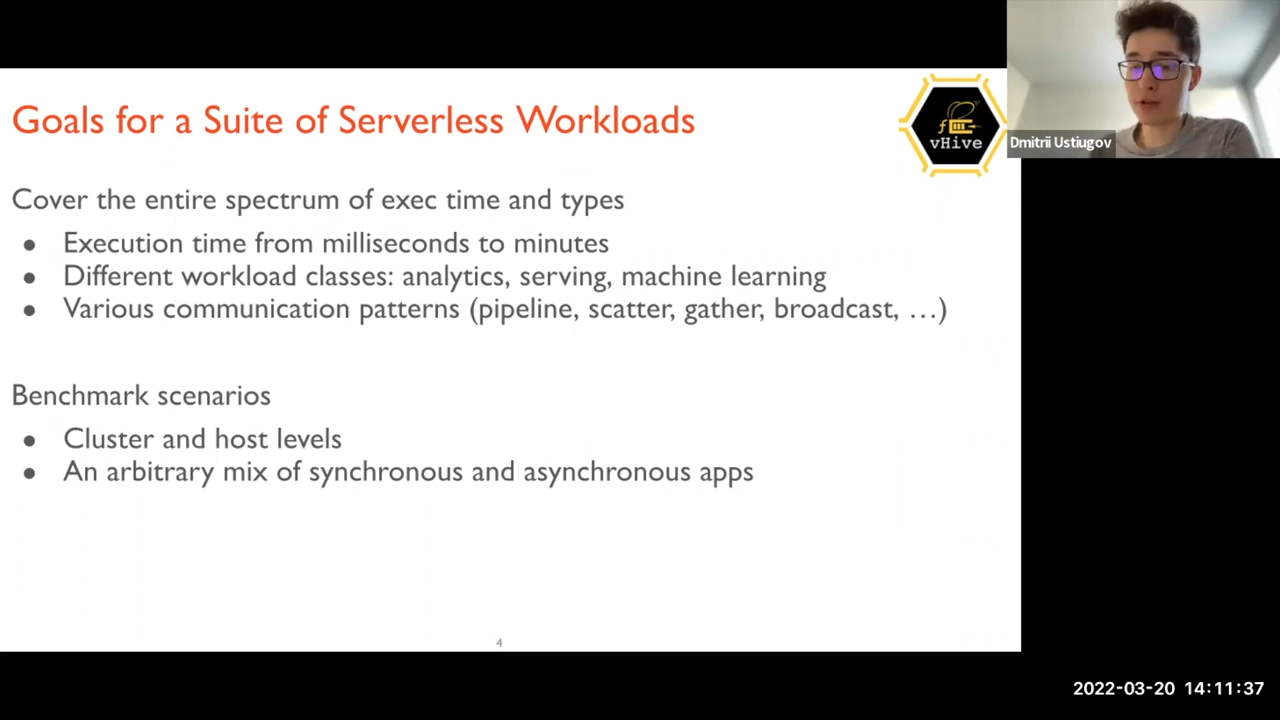 Goals for a Suite of Serverless Workloads
vHive
Dmitrii Ustiugov
Cover the entire spectrum of exec time and types
● Execution time from milliseconds to minutes
● Different workload classes: analytics, serving, machine learning
● Various communication patterns (pipeline, scatter, gather, broadcast, …)
Benchmark scenarios
● Cluster and host levels
● An arbitrary mix of synchronous and asynchronous apps
4
2022-03-20 14:11:37